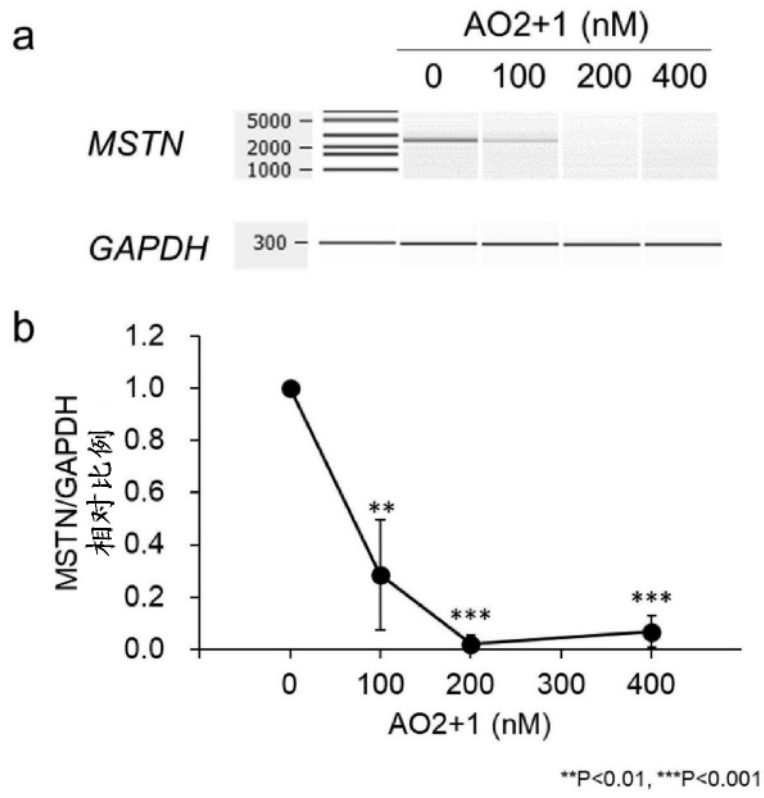 a
AO2+1 (nM)
0 100 200 400
MSTN
5000
2000
1000
GAPDH
300
b
MSTN/GAPDH
相对比例
1.2
1.0
0.8
0.6
0.4
0.2
0.0
**
***
***
0 100 200 300 400
AO2+1 (nM)
**P<0.01, ***P<0.001